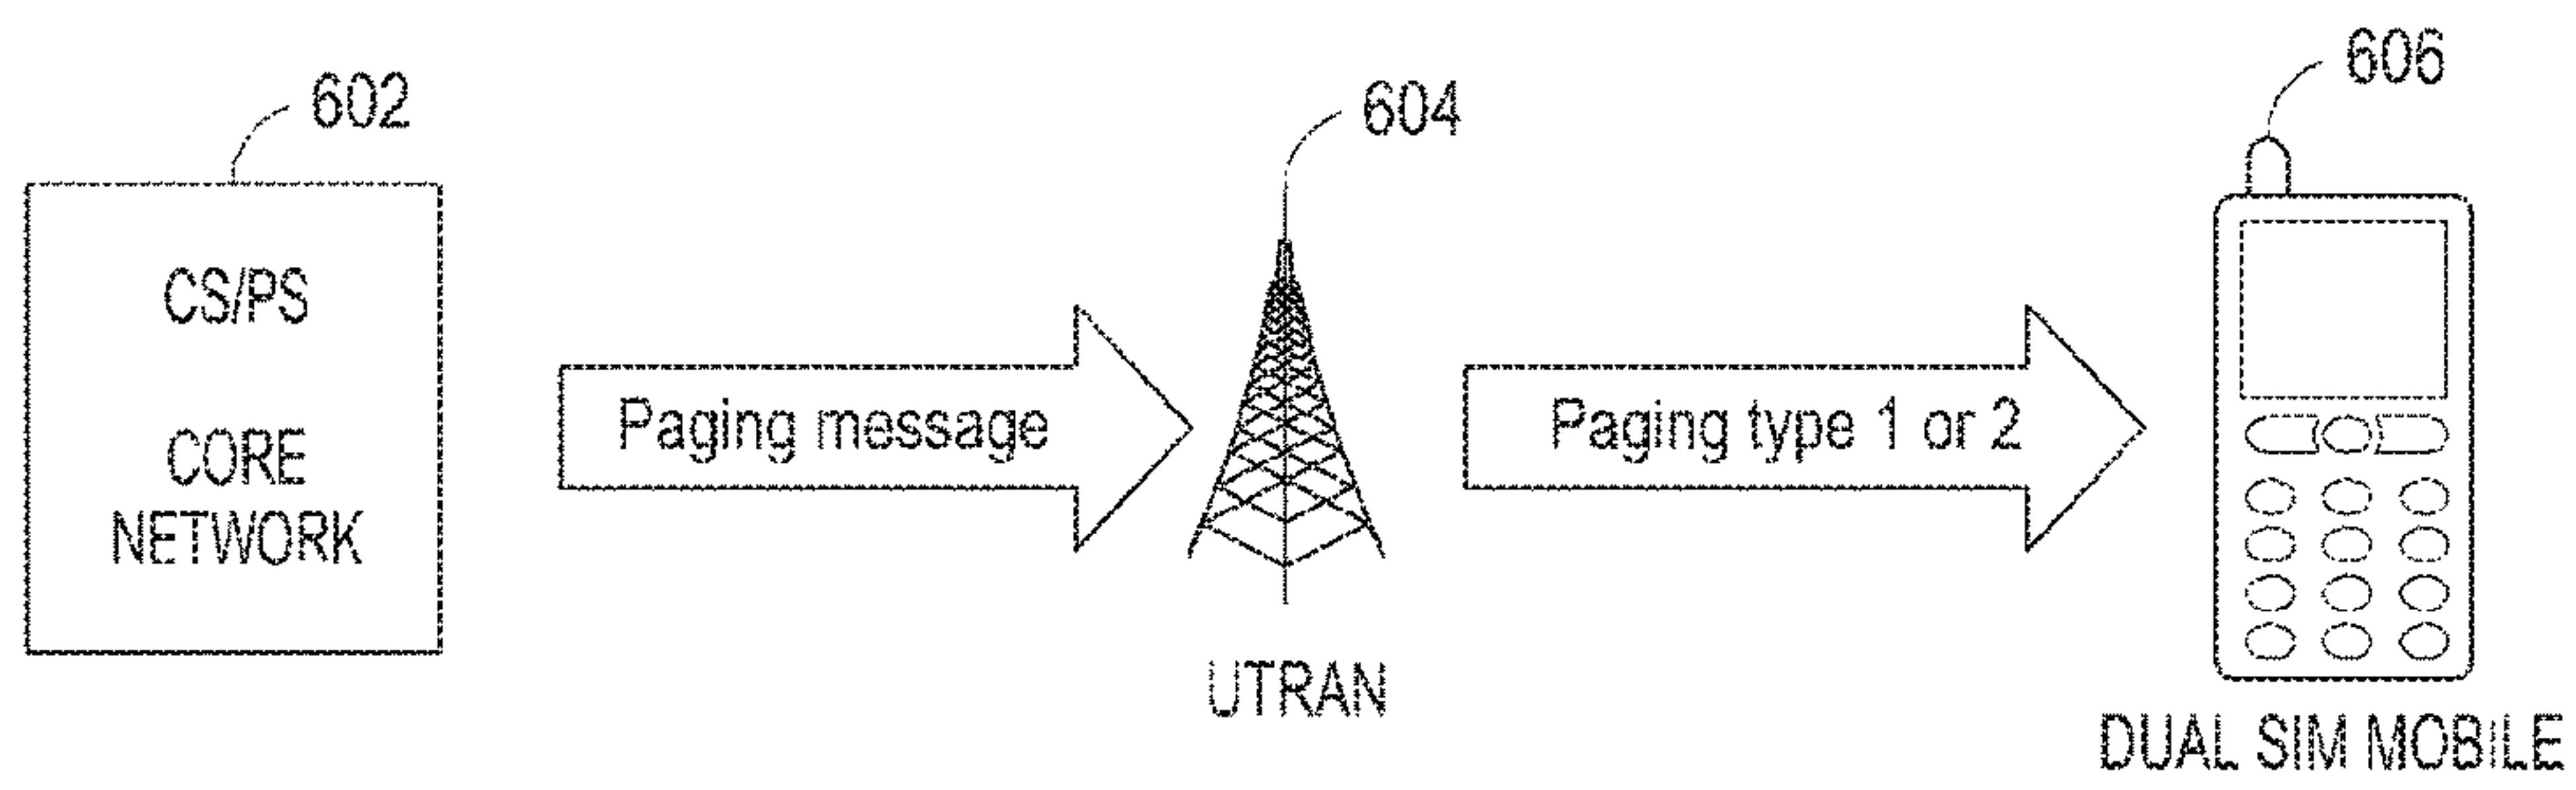 602
604
606
CS/PS
CORE
NETWORK
Paging message
Paging type 1 or 2
UTRAN
DUAL SIM MOBILE